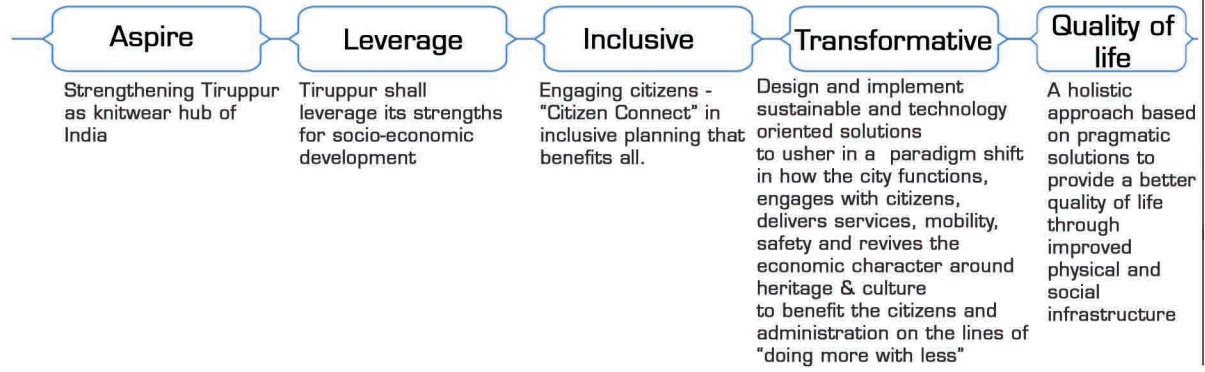 Aspire
Strengthening Tiruppur
as knitwear hub of
India
Leverage
Tiruppur shall
leverage its strengths
for socio-economic
development
Inclusive
Engaging citizens -
"Citizen Connect" in
inclusive planning that
benefits all.
Transformative
Design and implement
sustainable and technology
oriented solutions
to usher in a paradigm shift
in how the city functions,
engages with citizens,
delivers services, mobility,
safety and revives the
economic character around
heritage & culture
to benefit the citizens and
administration on the lines of
"doing more with less"
Quality of
life
A holistic
approach based
on pragmatic
solutions to
provide a better
quality of life
through
improved
physical and
social
infrastructure